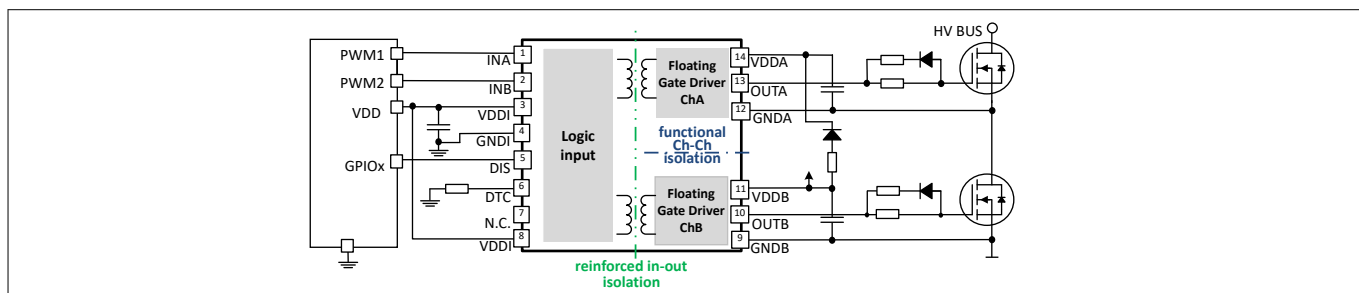 PWM1
PWM2
VDD
GPIOx
1
INA
2
INB
3
VDDI
4
GNDI
5
DIS
6
DTC
7
N.C.
8
VDDI
Logic
input
Floating
Gate Driver
ChA
functional
Ch-Ch
isolation
Floating
Gate Driver
ChB
reinforced in-out
isolation
14
VDDA
13
OUTA
12
GNDA
11
VDDB
10
OUTB
9
GNDB
HV BUS